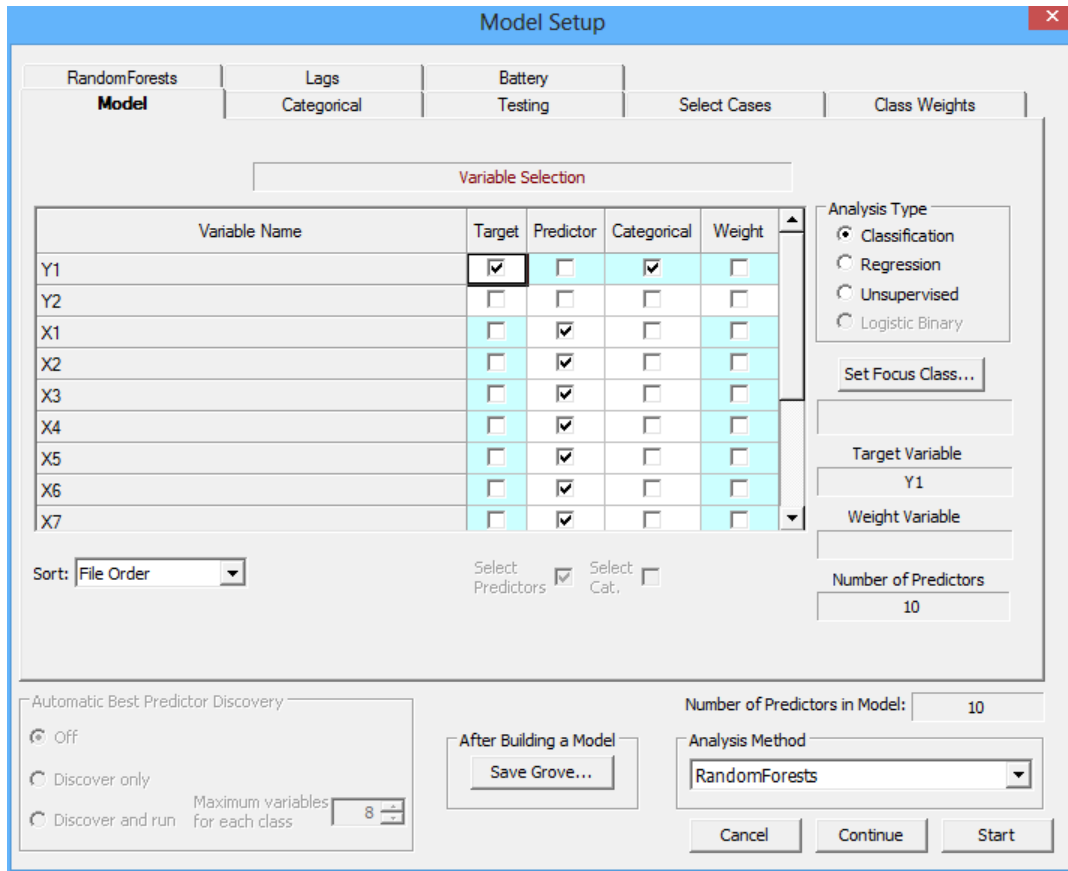 Model Setup
RandomForests Lags Battery
Model Categorical Testing Select Cases Class Weights
Variable Selection
Variable Name Target Predictor Categorical Weight
Y1
Y2
X1
X2
X3
X4
X5
X6
X7
Analysis Type
Classification
Regression
Unsupervised
Logistic Binary
Set Focus Class...
Target Variable
Y1
Weight Variable
Number of Predictors
10
Sort: File Order
Select
Predictors
Select
Cat.
Automatic Best Predictor Discovery
Off
Discover only
Discover and run
Maximum variables
for each class
8
After Building a Model
Save Grove...
Number of Predictors in Model: 10
Analysis Method
RandomForests
Cancel Continue Start